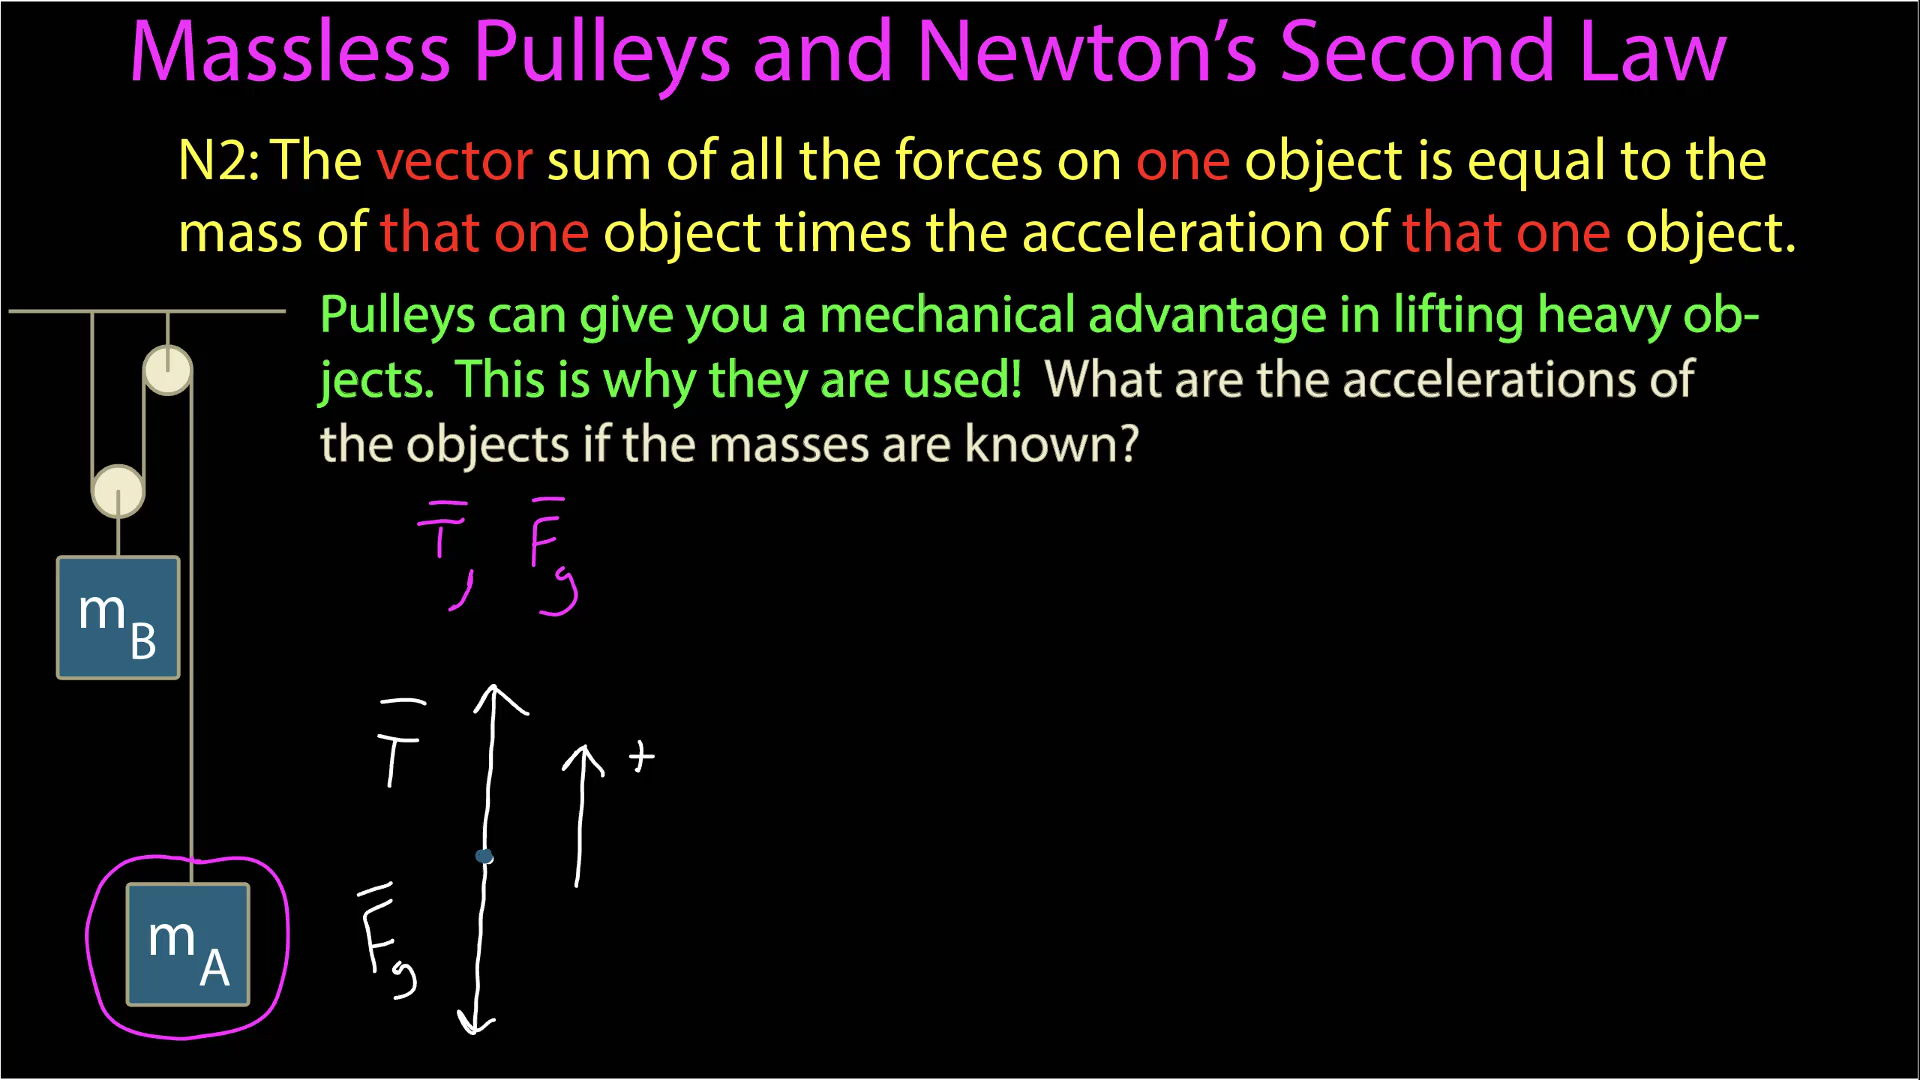 Massless Pulleys and Newton's Second Law
N2: The vector sum of all the forces on one object is equal to the
mass of that one object times the acceleration of that one object.
Pulleys can give you a mechanical advantage in lifting heavy ob-
jects. This is why they are used! What are the accelerations of
the objects if the masses are known?
T̅, F̅g
mB
T̅ +
F̅g
mA